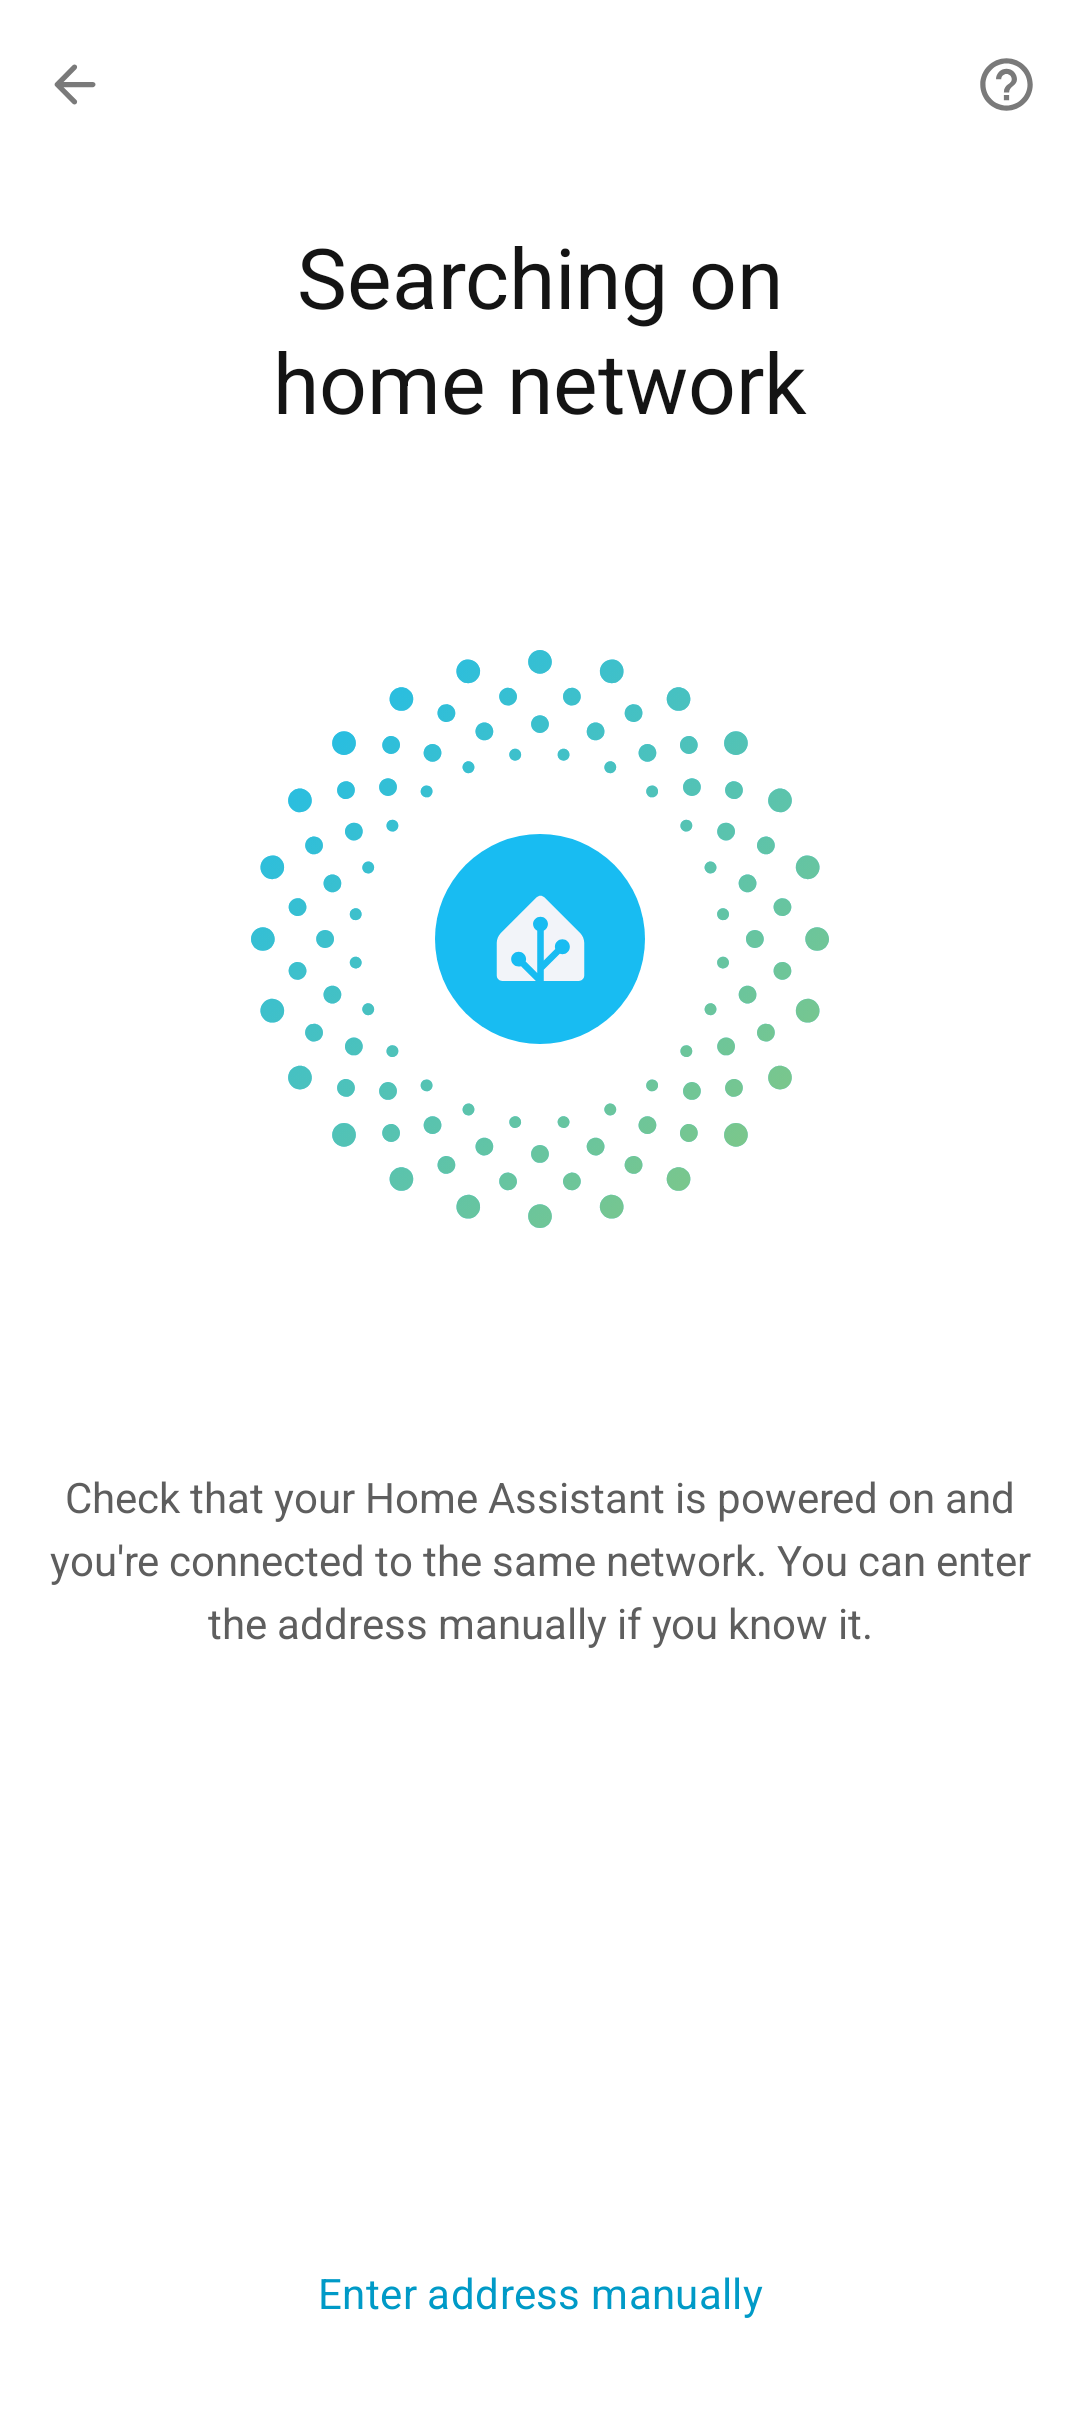 Searching on
home network
Check that your Home Assistant is powered on and
you're connected to the same network. You can enter
the address manually if you know it.
Enter address manually